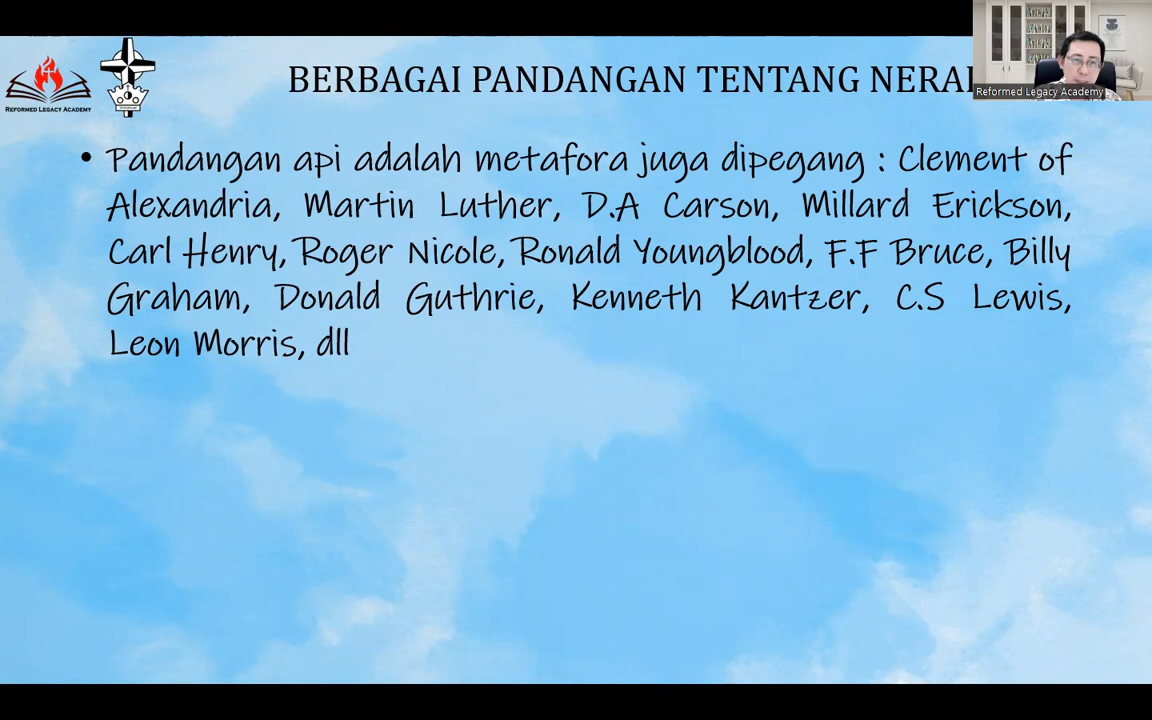 REFORMED LEGACY ACADEMY
BERBAGAI PANDANGAN TENTANG
Reformed Legacy Academy
• Pandangan api adalah metafora juga dipegang : Clement of
Alexandria, Martin Luther, D.A Carson, Millard Erickson,
Carl Henry, Roger Nicole, Ronald Youngblood, F.F Bruce, Billy
Graham, Donald Guthrie, Kenneth Kantzer, C.S Lewis,
Leon Morris, dll